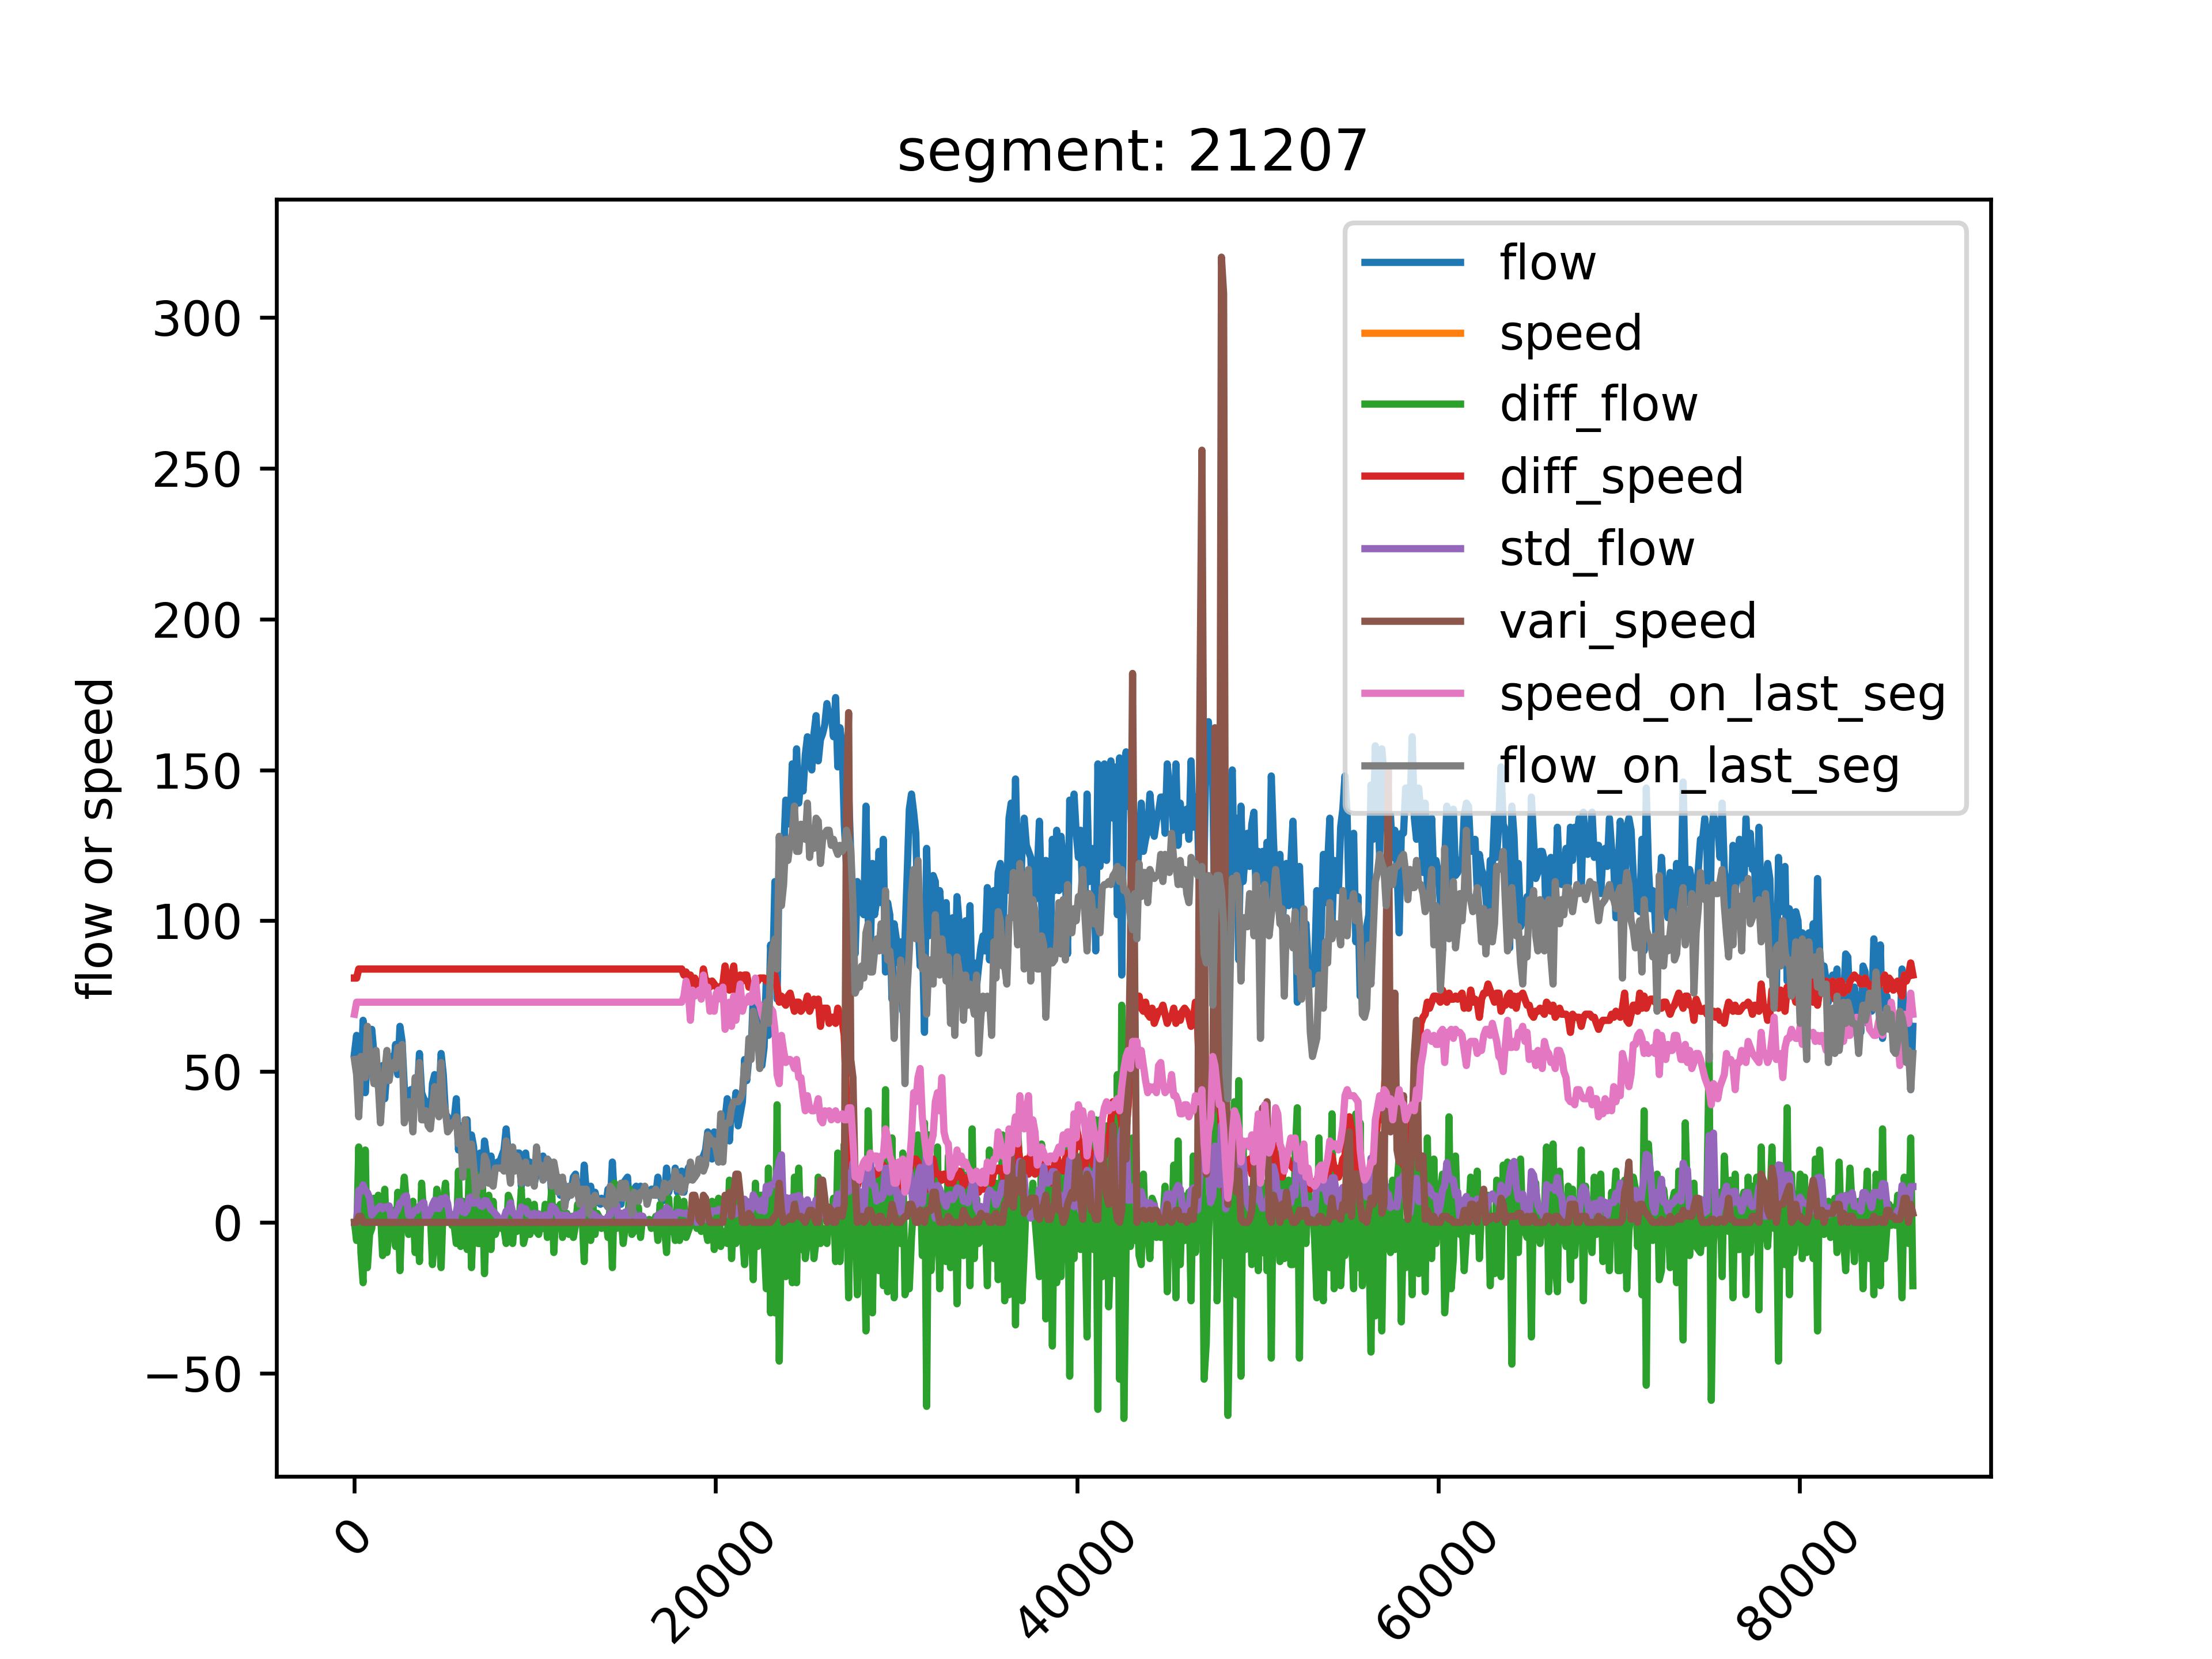 segment: 21207
flow or speed
300
250
200
150
100
50
0
−50
0
20000
40000
60000
80000
flow
speed
diff_flow
diff_speed
std_flow
vari_speed
speed_on_last_seg
flow_on_last_seg